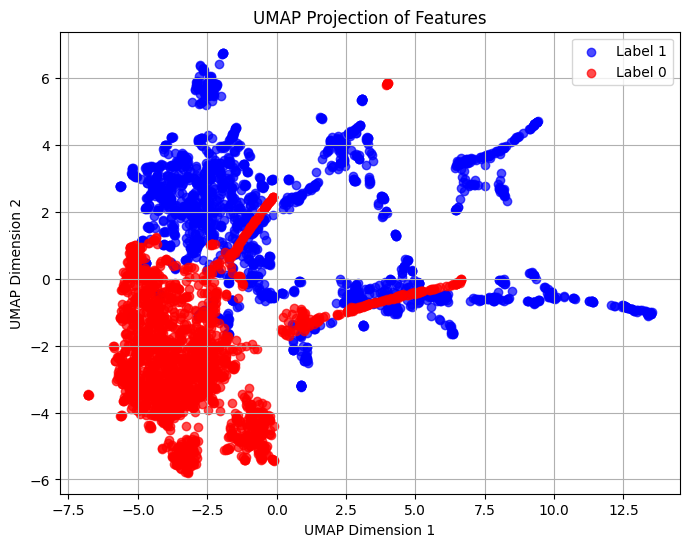 UMAP Projection of Features
Label 1
Label 0
UMAP Dimension 2
6
4
2
0
−2
−4
−6
−7.5 −5.0 −2.5 0.0 2.5 5.0 7.5 10.0 12.5
UMAP Dimension 1